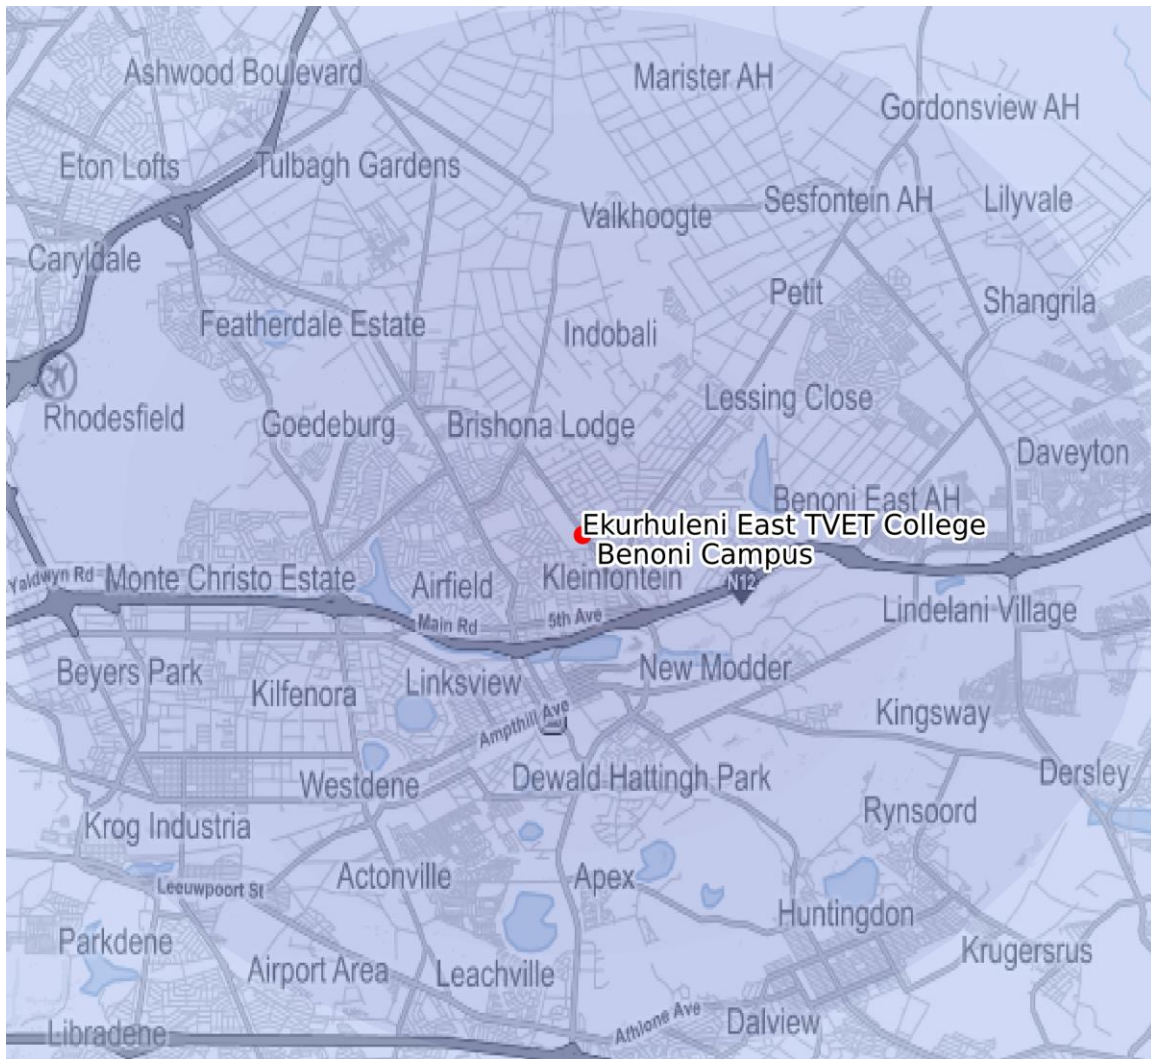 Ashwood Boulevard
Marister AH
Gordonsview AH
Eton Lofts
Tulbagh Gardens
Sesfontein AH
Lilyvale
Valkhoogte
Caryldale
Petit
Shangrila
Featherdale Estate
Indobali
Lessing Close
Rhodesfield
Goedeburg
Brishona Lodge
Daveyton
Benoni East AH
Ekurhuleni East TVET College
Benoni Campus
Yaldwyn Rd
Monte Christo Estate
Airfield
Kleinfontein
N12
Main Rd
5th Ave
Lindelani Village
Beyers Park
Kilfenora
Linksview
New Modder
Ampthill Ave
Kingsway
Westdene
Dewald Hattingh Park
Dersley
Krog Industria
Rynsoord
Leeuwpoort St
Actonville
Apex
Huntingdon
Parkdene
Airport Area
Leachville
Krugersrus
Libradene
Athlone Ave
Dalview